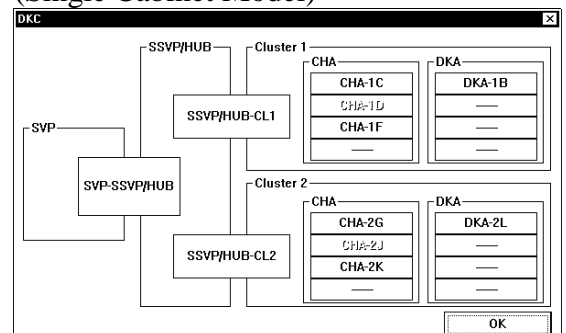 (Single Cabinet Model)
DKC
SSVP/HUB
Cluster 1
CHA
DKA
CHA-1C
DKA-1B
CHA-1D
CHA-1F
SSVP/HUB-CL1
SVP
SVP-SSVP/HUB
Cluster 2
CHA
DKA
CHA-2G
DKA-2L
CHA-2J
CHA-2K
SSVP/HUB-CL2
OK